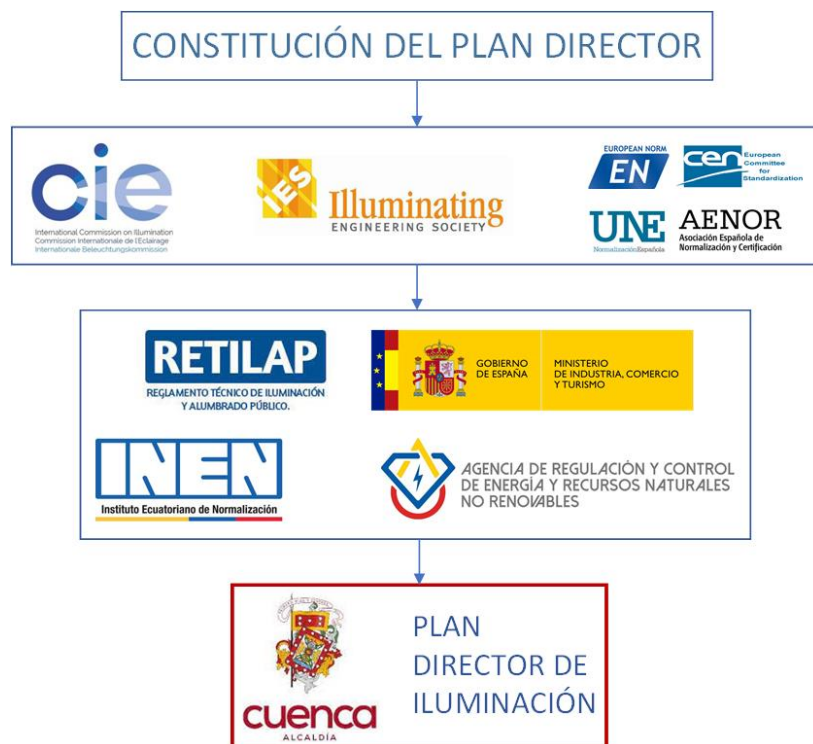 CONSTITUCIÓN DEL PLAN DIRECTOR
cie
International Commission on Illumination
Commission Internationale de l'Eclairage
Internationale Beleuchtungskommission
IES
Illuminating
ENGINEERING SOCIETY
EUROPEAN NORM
EN
cen
European
Committee
for
Standardization
UNE
NormalizaciónEspañola
AENOR
Asociación Española de
Normalización y Certificación
RETILAP
REGLAMENTO TÉCNICO DE ILUMINACIÓN
Y ALUMBRADO PÚBLICO.
GOBIERNO
DE ESPAÑA
MINISTERIO
DE INDUSTRIA, COMERCIO
Y TURISMO
INEN
Instituto Ecuatoriano de Normalización
AGENCIA DE REGULACIÓN Y CONTROL
DE ENERGÍA Y RECURSOS NATURALES
NO RENOVABLES
cuenca
ALCALDÍA
PLAN
DIRECTOR DE
ILUMINACIÓN